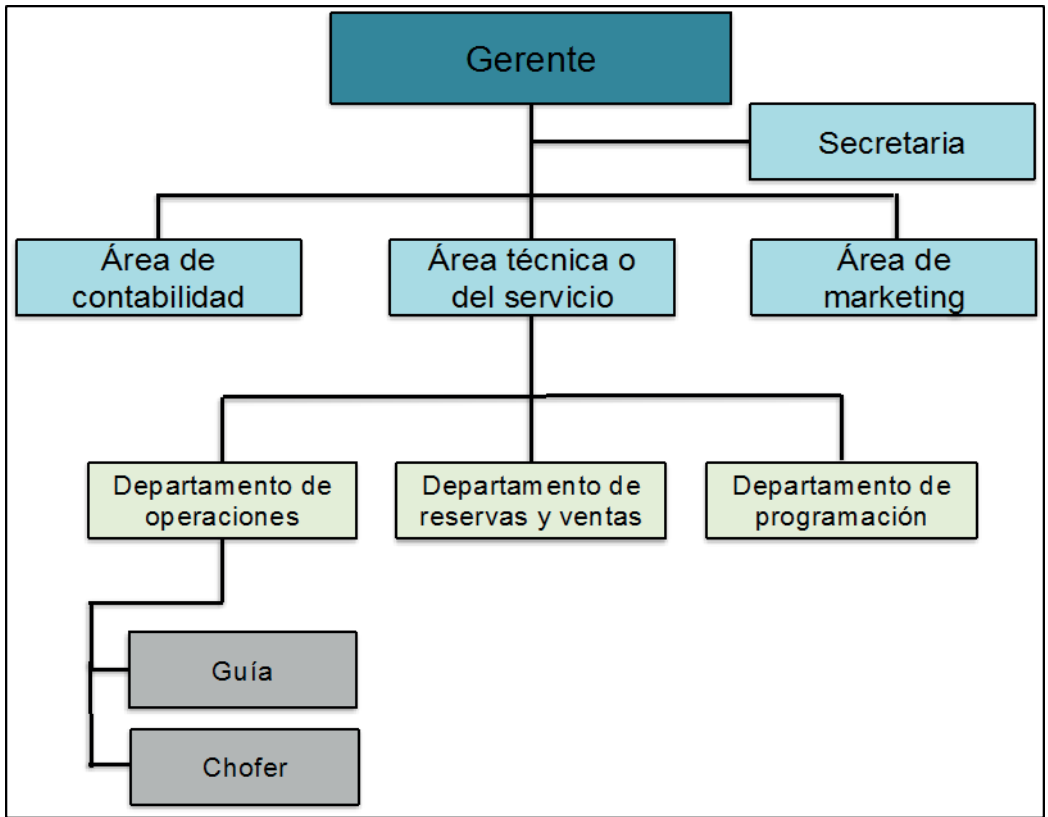 Gerente
Secretaria
Área de
contabilidad
Área técnica o
del servicio
Área de
marketing
Departamento de
operaciones
Departamento de
reservas y ventas
Departamento de
programación
Guía
Chofer